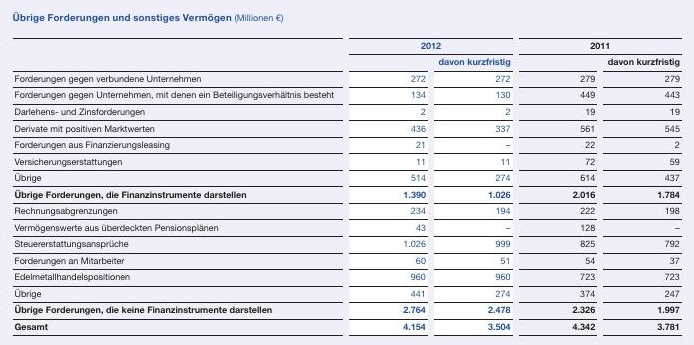 Übrige Forderungen und sonstiges Vermögen (Millionen €)
2012 2011
davon kurzfristig davon kurzfristig
Forderungen gegen verbundene Unternehmen 272 272 279 279
Forderungen gegen Unternehmen, mit denen ein Beteiligungsverhältnis besteht 134 130 449 443
Darlehens- und Zinsforderungen 2 2 19 19
Derivate mit positiven Marktwerten 436 337 561 545
Forderungen aus Finanzierungsleasing 21 – 22 2
Versicherungserstattungen 11 11 72 59
Übrige 514 274 614 437
Übrige Forderungen, die Finanzinstrumente darstellen 1.390 1.026 2.016 1.784
Rechnungsabgrenzungen 234 194 222 198
Vermögenswerte aus überdeckten Pensionsplänen 43 – 128 –
Steuererstattungsansprüche 1.026 999 825 792
Forderungen an Mitarbeiter 60 51 54 37
Edelmetallhandelspositionen 960 960 723 723
Übrige 441 274 374 247
Übrige Forderungen, die keine Finanzinstrumente darstellen 2.764 2.478 2.326 1.997
Gesamt 4.154 3.504 4.342 3.781